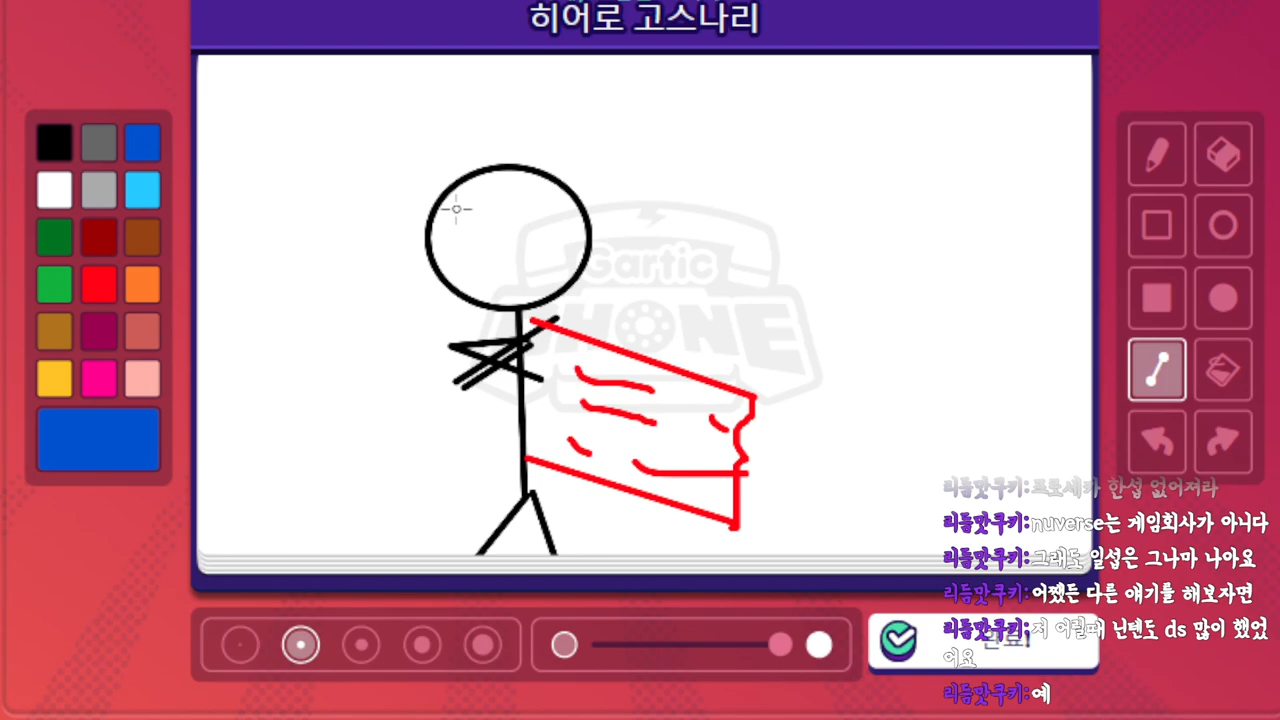 히어로 고스나리
Gartic
PHONE
리듬맛쿠키:프로세카 한섭 없어져라
리듬맛쿠키:nuverse는 게임회사가 아니다
리듬맛쿠키:그래도 일섭은 그나마 나아요
리듬맛쿠키:어쨌든 다른 얘기를 해보자면
리듬맛쿠키:저 어릴때 닌텐도 ds 많이 했었
어요
완료!
리듬맛쿠키:예